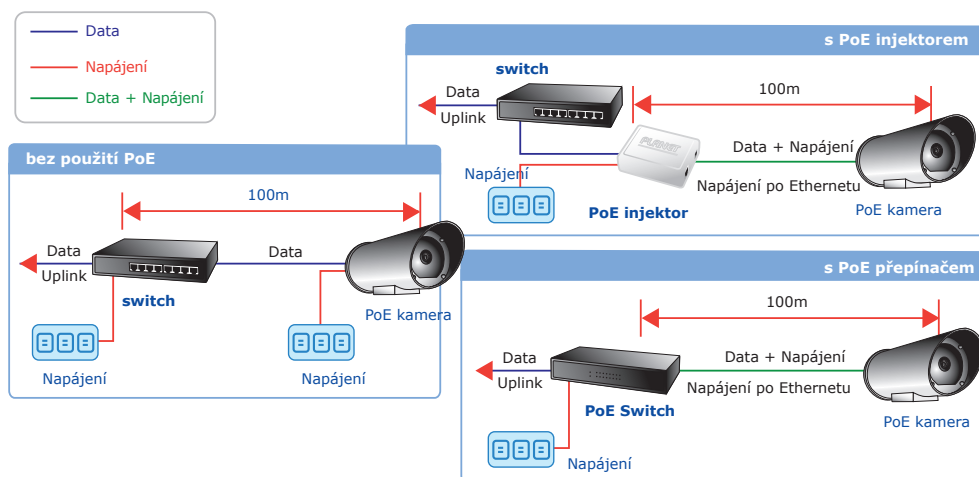 Data
Napájení
Data + Napájení
s PoE injektorem
switch
Data
Uplink
100m
PLANET
Data + Napájení
Napájení
Napájení po Ethernetu
PoE injektor
PoE kamera
bez použití PoE
100m
Data
Uplink
Data
switch
PoE kamera
Napájení
Napájení
s PoE přepínačem
100m
Data
Uplink
Data + Napájení
Napájení po Ethernetu
PoE Switch
PoE kamera
Napájení